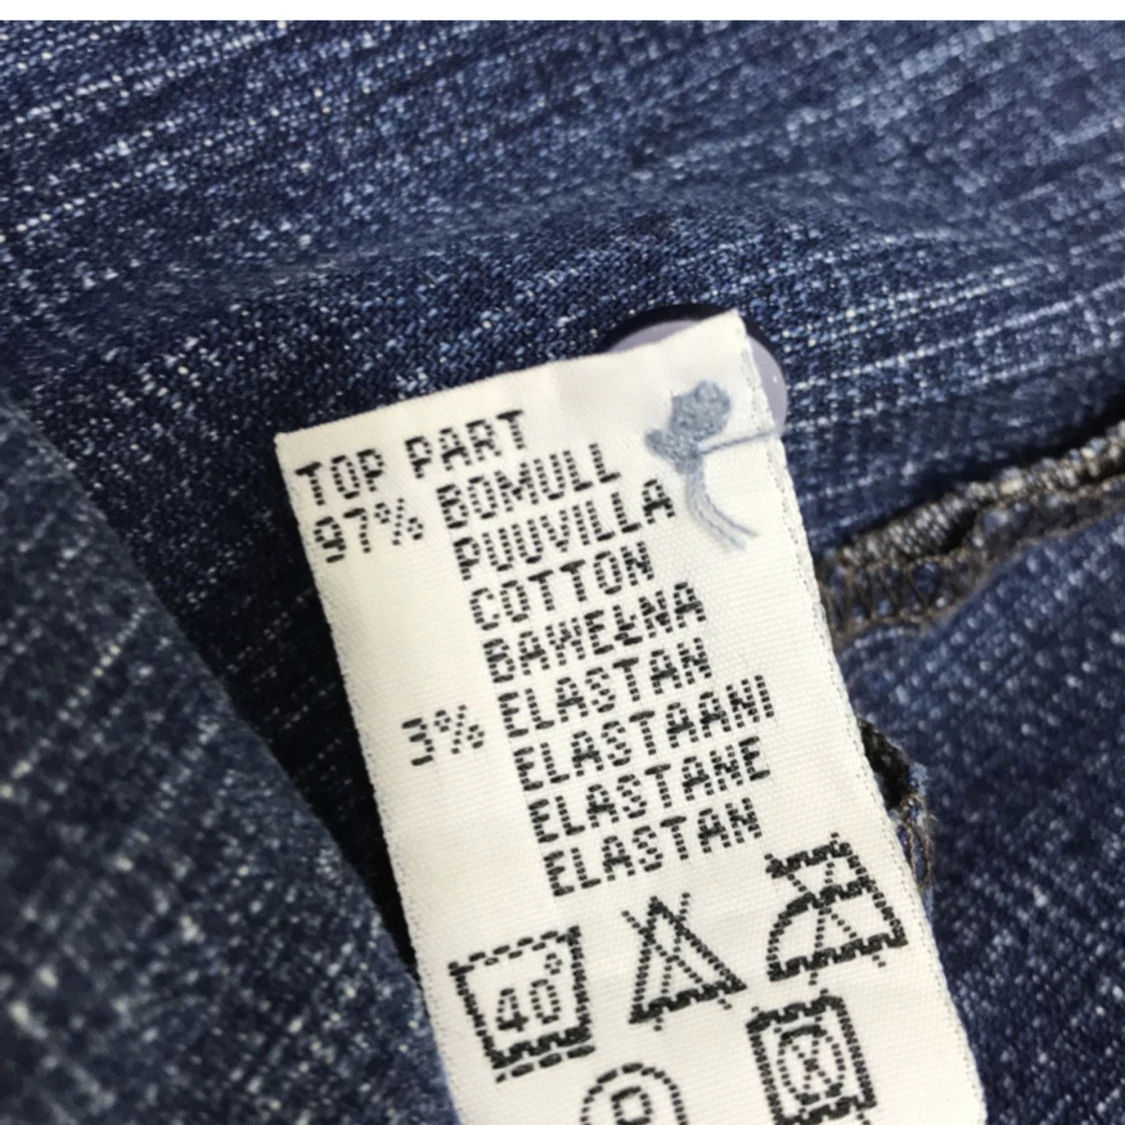 TOP PART
97% BOMULL
PUUVILLA
COTTON
BAWEŁNA
3% ELASTAN
ELASTAANI
ELASTANE
ELASTAN
40°
P